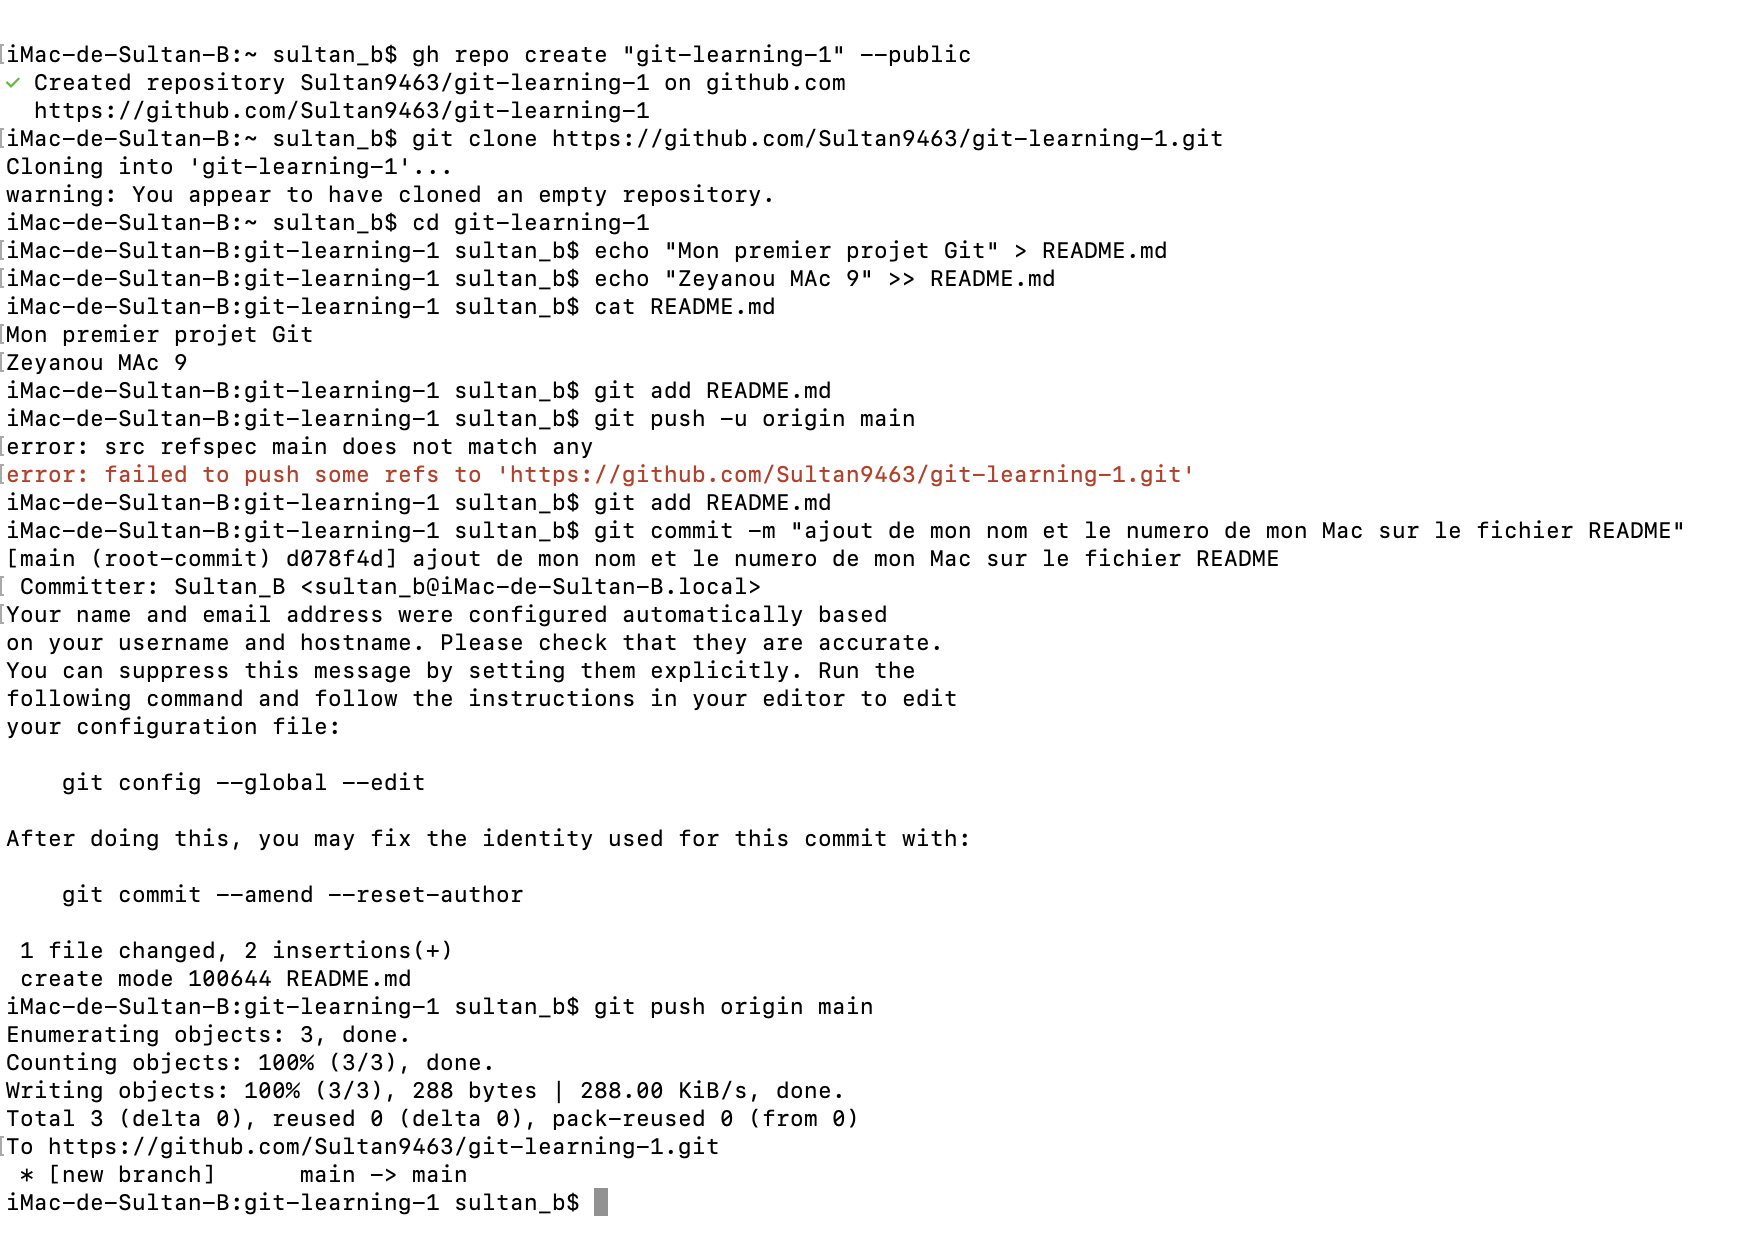 iMac-de-Sultan-B:~ sultan_b$ gh repo create "git-learning-1" --public
✓ Created repository Sultan9463/git-learning-1 on github.com
  https://github.com/Sultan9463/git-learning-1
iMac-de-Sultan-B:~ sultan_b$ git clone https://github.com/Sultan9463/git-learning-1.git
Cloning into 'git-learning-1'...
warning: You appear to have cloned an empty repository.
iMac-de-Sultan-B:~ sultan_b$ cd git-learning-1
iMac-de-Sultan-B:git-learning-1 sultan_b$ echo "Mon premier projet Git" > README.md
iMac-de-Sultan-B:git-learning-1 sultan_b$ echo "Zeyanou MAc 9" >> README.md
iMac-de-Sultan-B:git-learning-1 sultan_b$ cat README.md
Mon premier projet Git
Zeyanou MAc 9
iMac-de-Sultan-B:git-learning-1 sultan_b$ git add README.md
iMac-de-Sultan-B:git-learning-1 sultan_b$ git push -u origin main
error: src refspec main does not match any
error: failed to push some refs to 'https://github.com/Sultan9463/git-learning-1.git'
iMac-de-Sultan-B:git-learning-1 sultan_b$ git add README.md
iMac-de-Sultan-B:git-learning-1 sultan_b$ git commit -m "ajout de mon nom et le numero de mon Mac sur le fichier README"
[main (root-commit) d078f4d] ajout de mon nom et le numero de mon Mac sur le fichier README
 Committer: Sultan_B <sultan_b@iMac-de-Sultan-B.local>
Your name and email address were configured automatically based
on your username and hostname. Please check that they are accurate.
You can suppress this message by setting them explicitly. Run the
following command and follow the instructions in your editor to edit
your configuration file:

    git config --global --edit

After doing this, you may fix the identity used for this commit with:

    git commit --amend --reset-author

 1 file changed, 2 insertions(+)
 create mode 100644 README.md
iMac-de-Sultan-B:git-learning-1 sultan_b$ git push origin main
Enumerating objects: 3, done.
Counting objects: 100% (3/3), done.
Writing objects: 100% (3/3), 288 bytes | 288.00 KiB/s, done.
Total 3 (delta 0), reused 0 (delta 0), pack-reused 0 (from 0)
To https://github.com/Sultan9463/git-learning-1.git
 * [new branch]      main -> main
iMac-de-Sultan-B:git-learning-1 sultan_b$